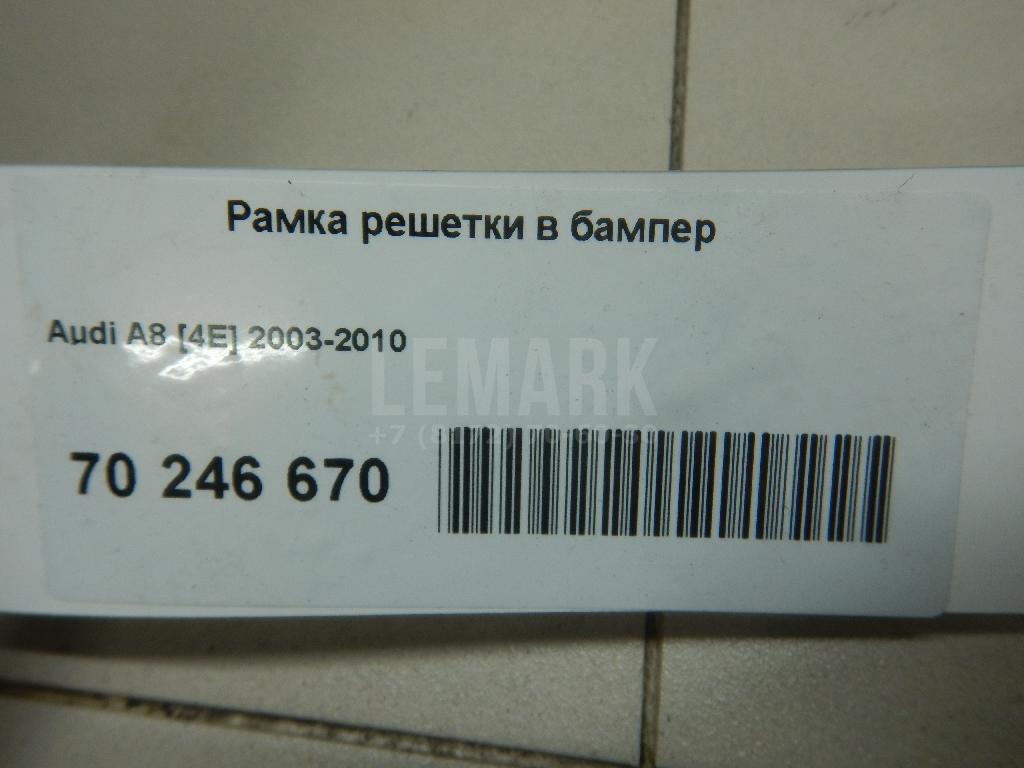 Рамка решетки в бампер
Audi A8 [4E] 2003-2010
LEMARK
70 246 670